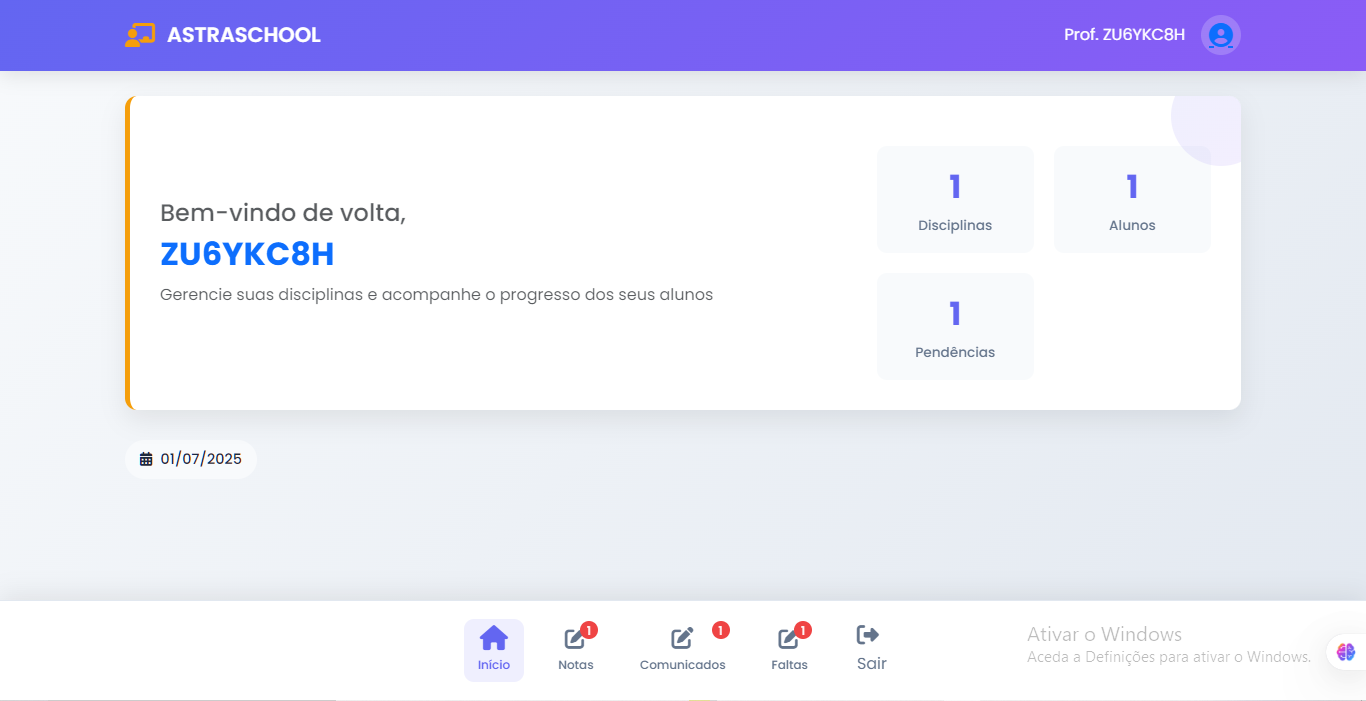 ASTRASCHOOL
Prof. ZU6YKC8H
Bem-vindo de volta,
ZU6YKC8H
Gerencie suas disciplinas e acompanhe o progresso dos seus alunos
1
Disciplinas
1
Alunos
1
Pendências
01/07/2025
Início
1
Notas
1
Comunicados
1
Faltas
Sair
Ativar o Windows
Aceda a Definições para ativar o Windows.